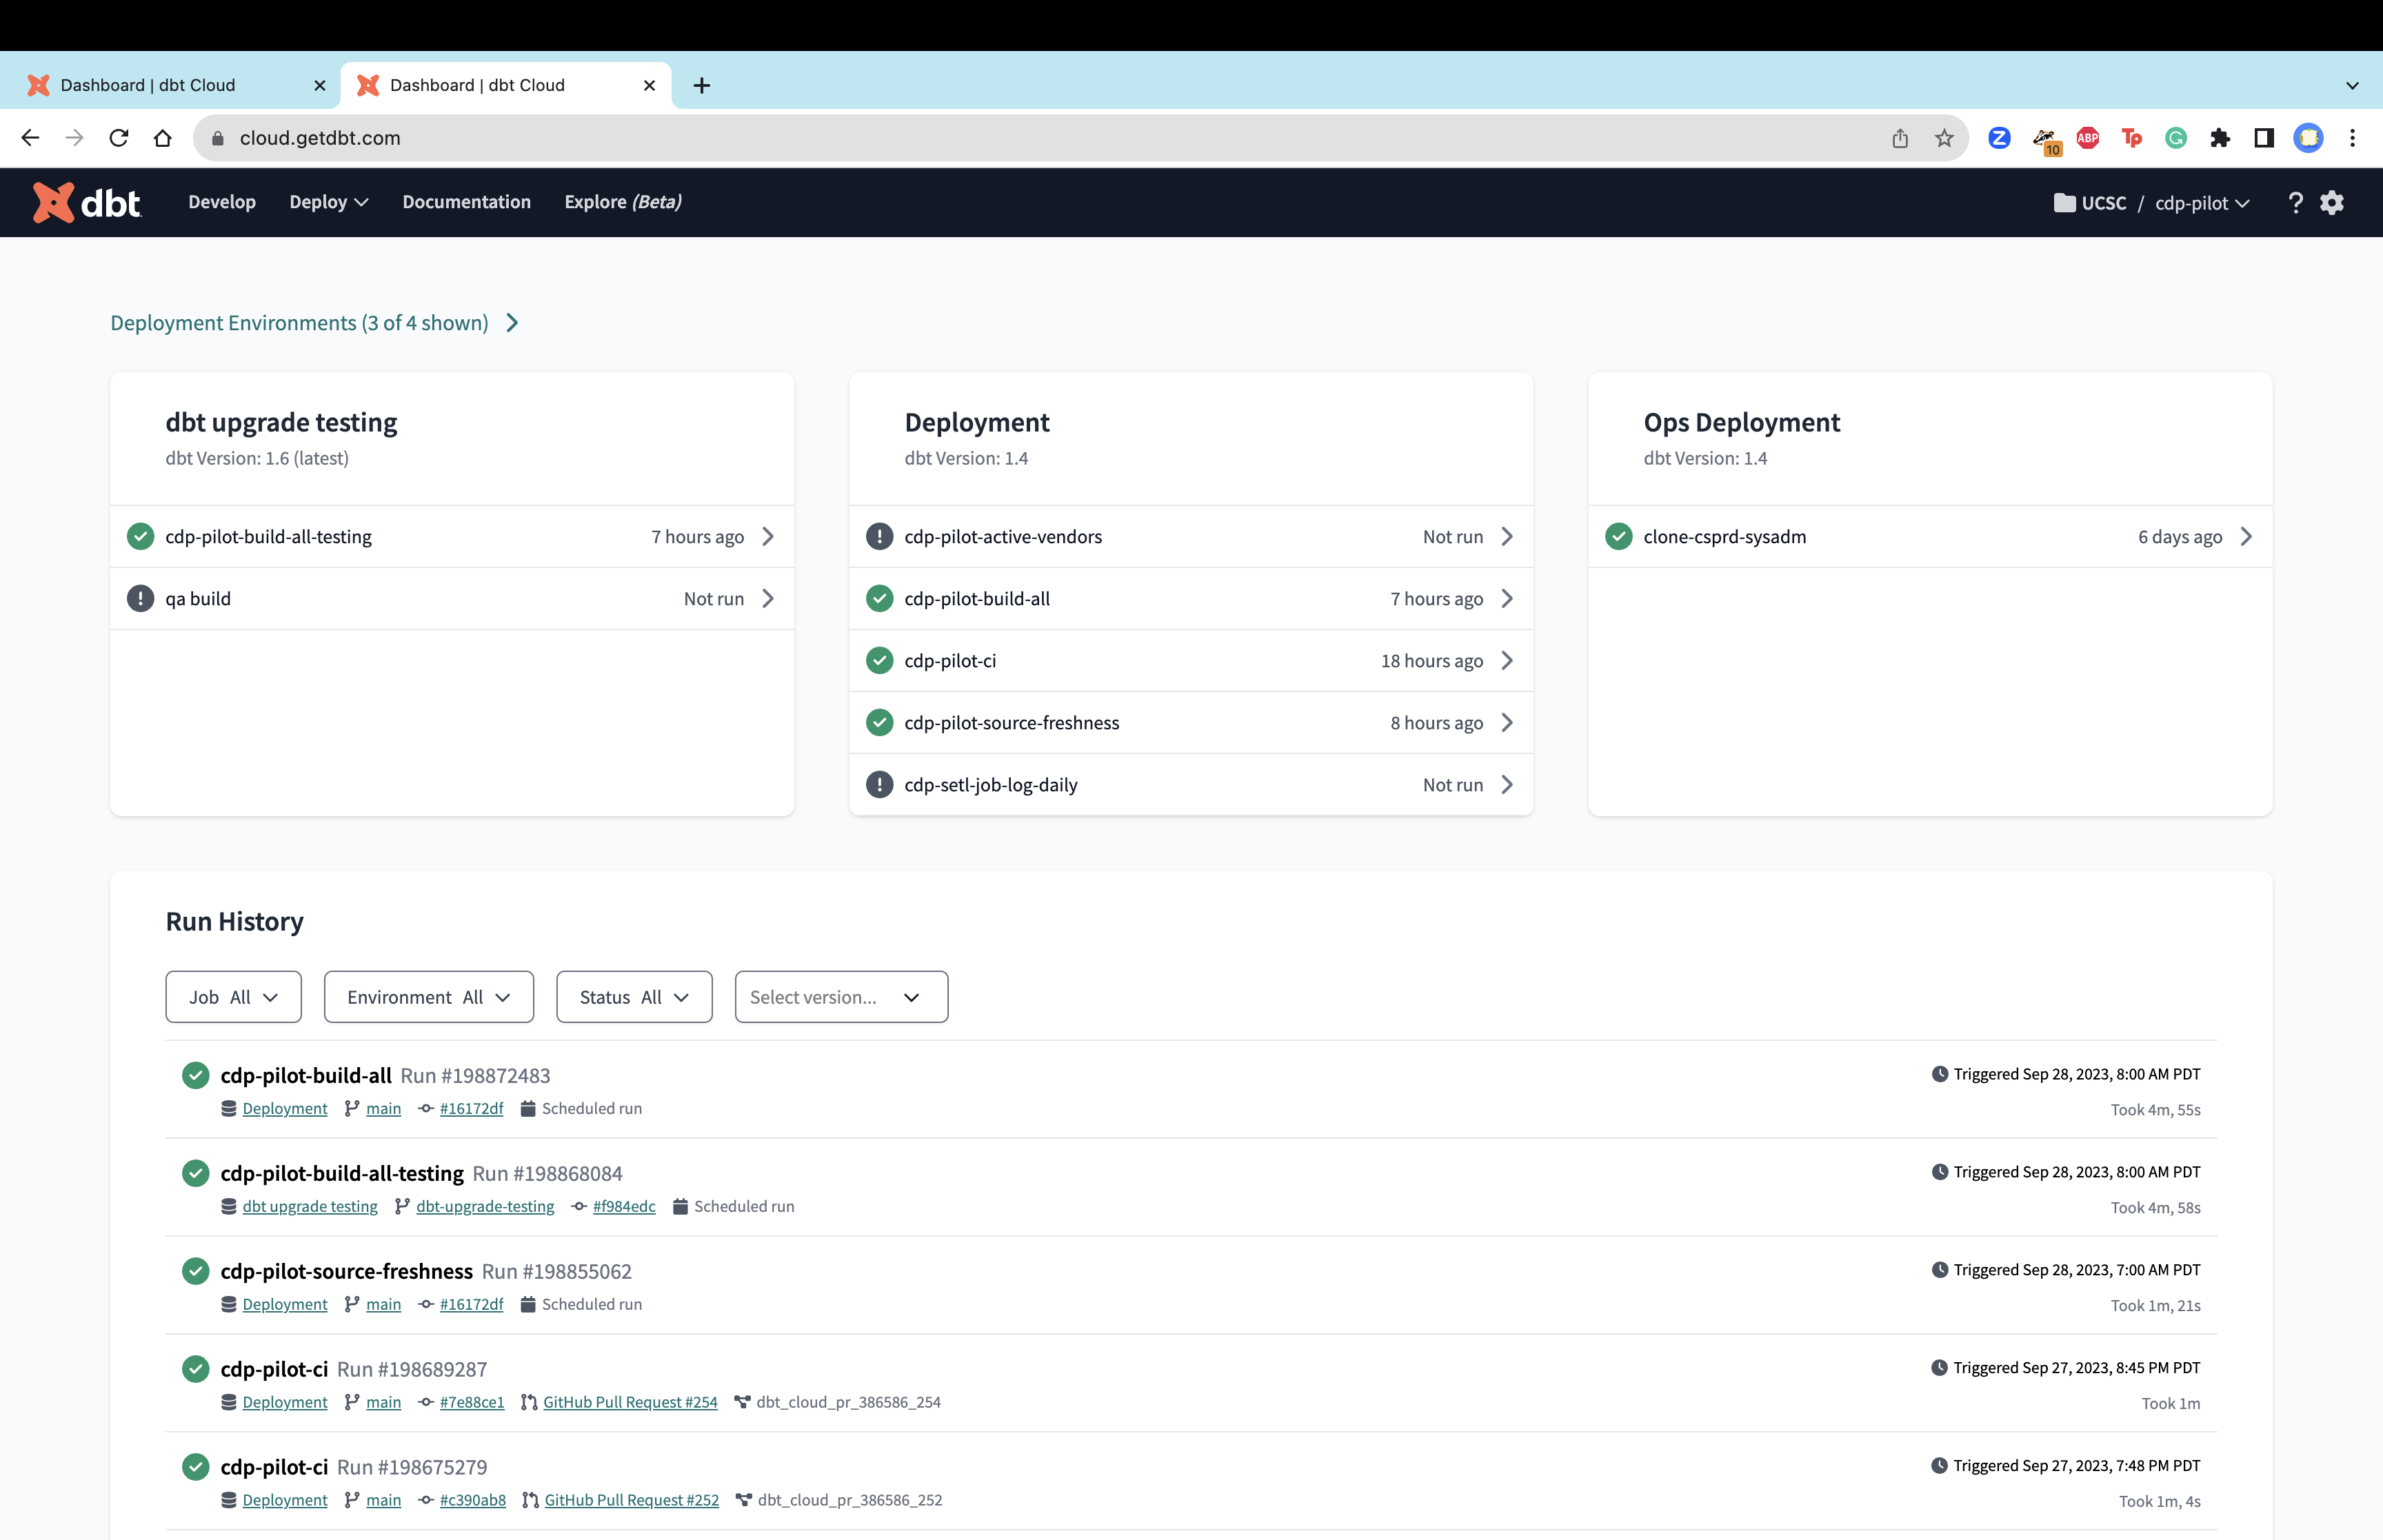 Dashboard | dbt Cloud
Dashboard | dbt Cloud
cloud.getdbt.com
10
ABP
Tp
dbt
Develop
Deploy
Documentation
Explore (Beta)
UCSC / cdp-pilot
Deployment Environments (3 of 4 shown)
dbt upgrade testing
dbt Version: 1.6 (latest)
cdp-pilot-build-all-testing 7 hours ago
qa build Not run
Deployment
dbt Version: 1.4
cdp-pilot-active-vendors Not run
cdp-pilot-build-all 7 hours ago
cdp-pilot-ci 18 hours ago
cdp-pilot-source-freshness 8 hours ago
cdp-setl-job-log-daily Not run
Ops Deployment
dbt Version: 1.4
clone-csprd-sysadm 6 days ago
Run History
Job All
Environment All
Status All
Select version...
cdp-pilot-build-all Run #198872483
Triggered Sep 28, 2023, 8:00 AM PDT
Deployment main #16172df Scheduled run
Took 4m, 55s
cdp-pilot-build-all-testing Run #198868084
Triggered Sep 28, 2023, 8:00 AM PDT
dbt upgrade testing dbt-upgrade-testing #f984edc Scheduled run
Took 4m, 58s
cdp-pilot-source-freshness Run #198855062
Triggered Sep 28, 2023, 7:00 AM PDT
Deployment main #16172df Scheduled run
Took 1m, 21s
cdp-pilot-ci Run #198689287
Triggered Sep 27, 2023, 8:45 PM PDT
Deployment main #7e88ce1 GitHub Pull Request #254 dbt_cloud_pr_386586_254
Took 1m
cdp-pilot-ci Run #198675279
Triggered Sep 27, 2023, 7:48 PM PDT
Deployment main #c390ab8 GitHub Pull Request #252 dbt_cloud_pr_386586_252
Took 1m, 4s